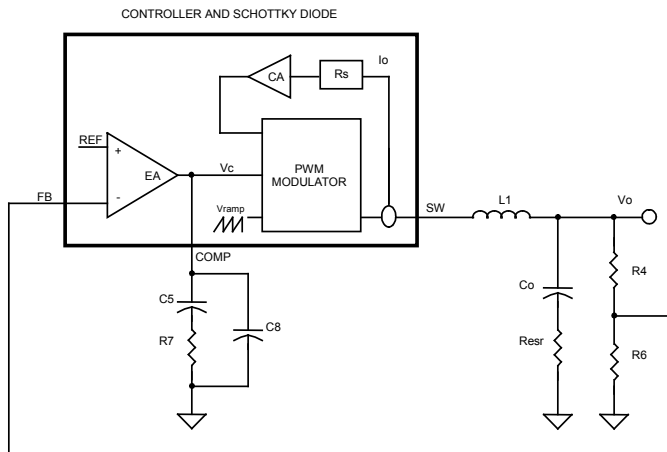 CONTROLLER AND SCHOTTKY DIODE
Io
CA
Rs
REF
+
EA
-
Vc
PWM
MODULATOR
FB
Vramp
SW
L1
Vo
COMP
C5
C8
R7
Co
Resr
R4
R6